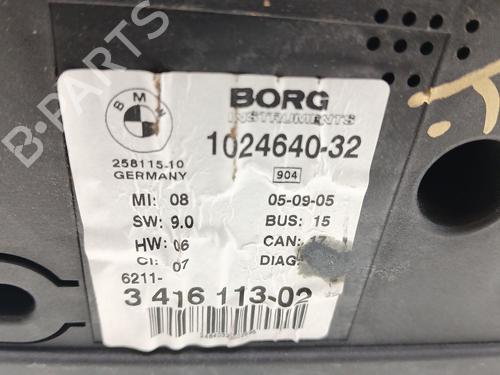 B-PARTS
BMW
BORG
INSTRUMENTS
1024640-32
258115-10
GERMANY
904
MI: 08
05-09-05
SW: 9.0
BUS: 15
HW: 06
CAN:
CI: 07
DIAG:
6211-
3 416 113-02